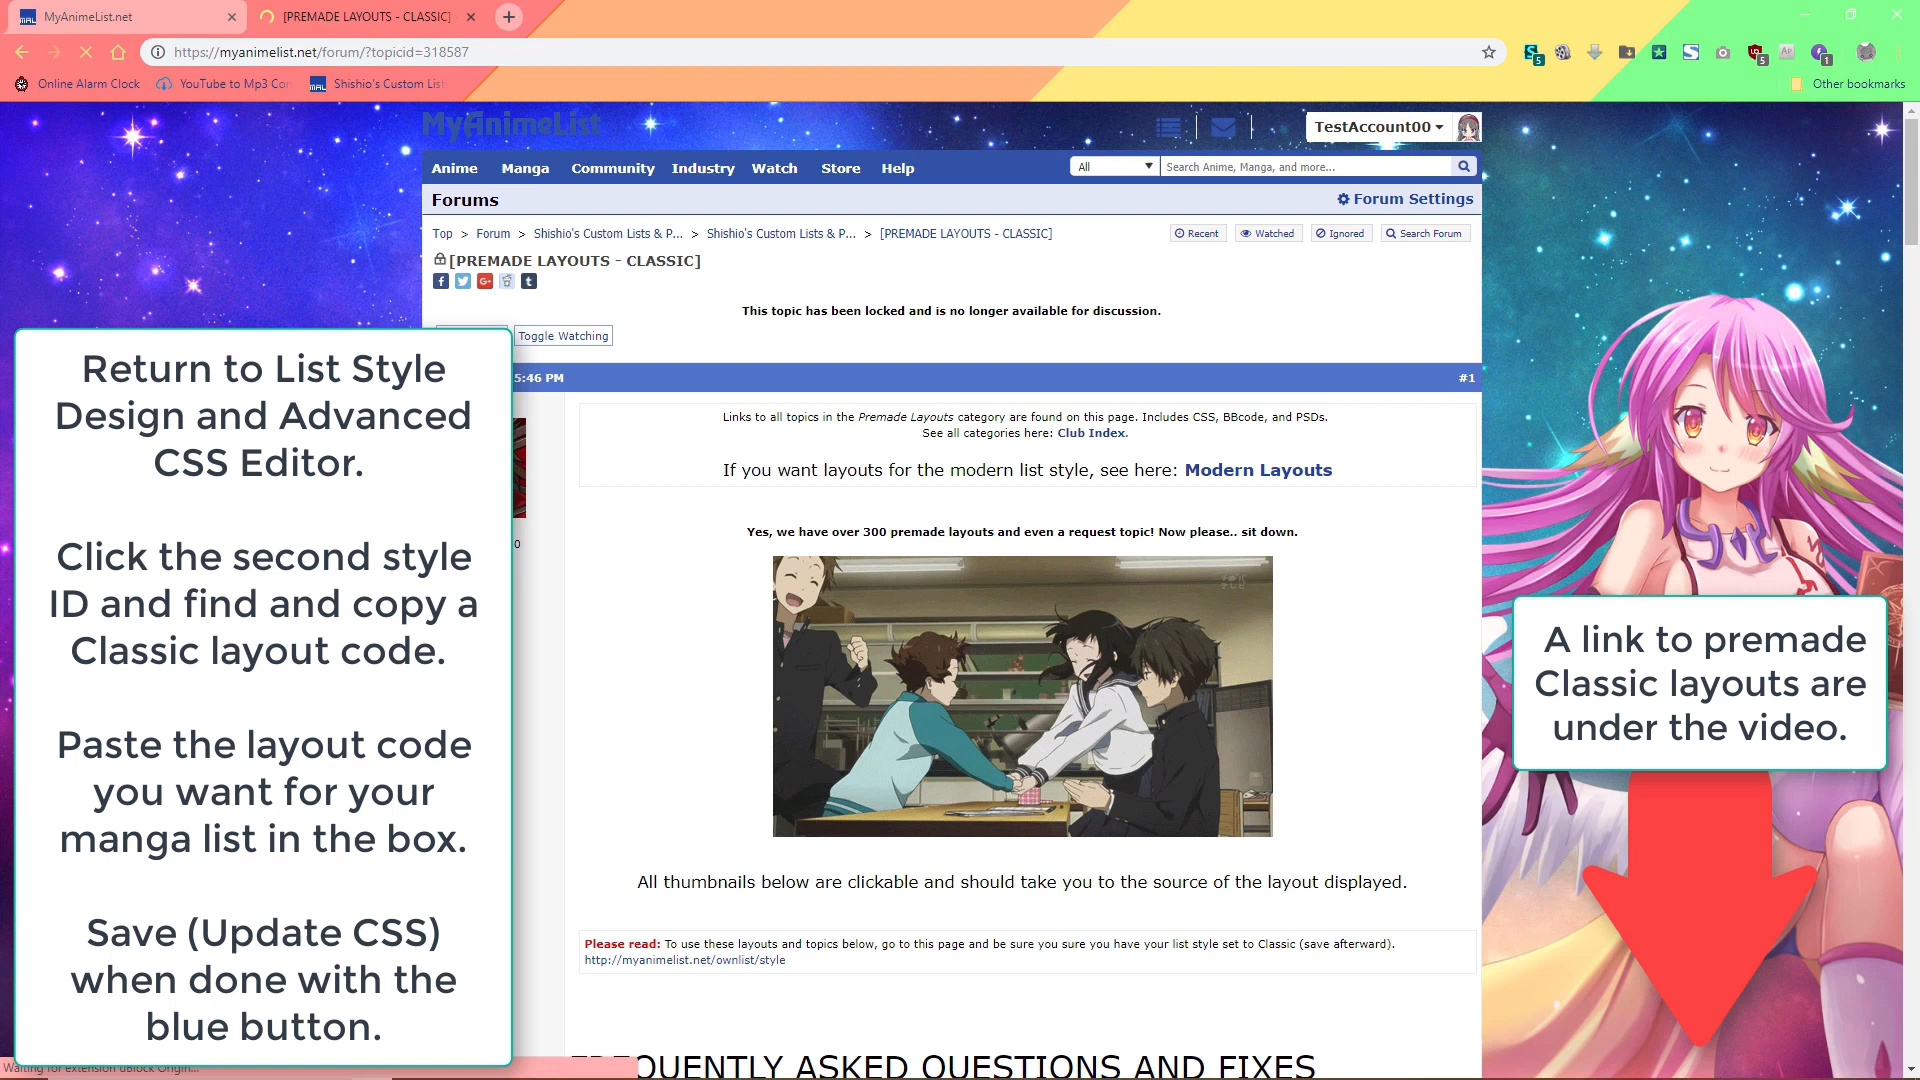 MyAnimeList.net
[PREMADE LAYOUTS - CLASSIC]
https://myanimelist.net/forum/?topicid=318587
5
5
1
Online Alarm Clock
YouTube to Mp3 Con
Shishio's Custom List
Other bookmarks
MyAnimeList
TestAccount00
Anime
Manga
Community
Industry
Watch
Store
Help
All
Search Anime, Manga, and more...
Forums
Forum Settings
Top > Forum > Shishio's Custom Lists & P... > Shishio's Custom Lists & P... > [PREMADE LAYOUTS - CLASSIC]
Recent
Watched
Ignored
Search Forum
[PREMADE LAYOUTS - CLASSIC]
This topic has been locked and is no longer available for discussion.
Toggle Watching
5:46 PM
#1
Links to all topics in the Premade Layouts category are found on this page. Includes CSS, BBcode, and PSDs.
See all categories here: Club Index.
If you want layouts for the modern list style, see here: Modern Layouts
0
Yes, we have over 300 premade layouts and even a request topic! Now please.. sit down.
All thumbnails below are clickable and should take you to the source of the layout displayed.
Please read: To use these layouts and topics below, go to this page and be sure you sure you have your list style set to Classic (save afterward).
http://myanimelist.net/ownlist/style
FREQUENTLY ASKED QUESTIONS AND FIXES
Return to List Style
Design and Advanced
CSS Editor.
Click the second style
ID and find and copy a
Classic layout code.
Paste the layout code
you want for your
manga list in the box.
Save (Update CSS)
when done with the
blue button.
A link to premade
Classic layouts are
under the video.
Waiting for extension uBlock Origin...